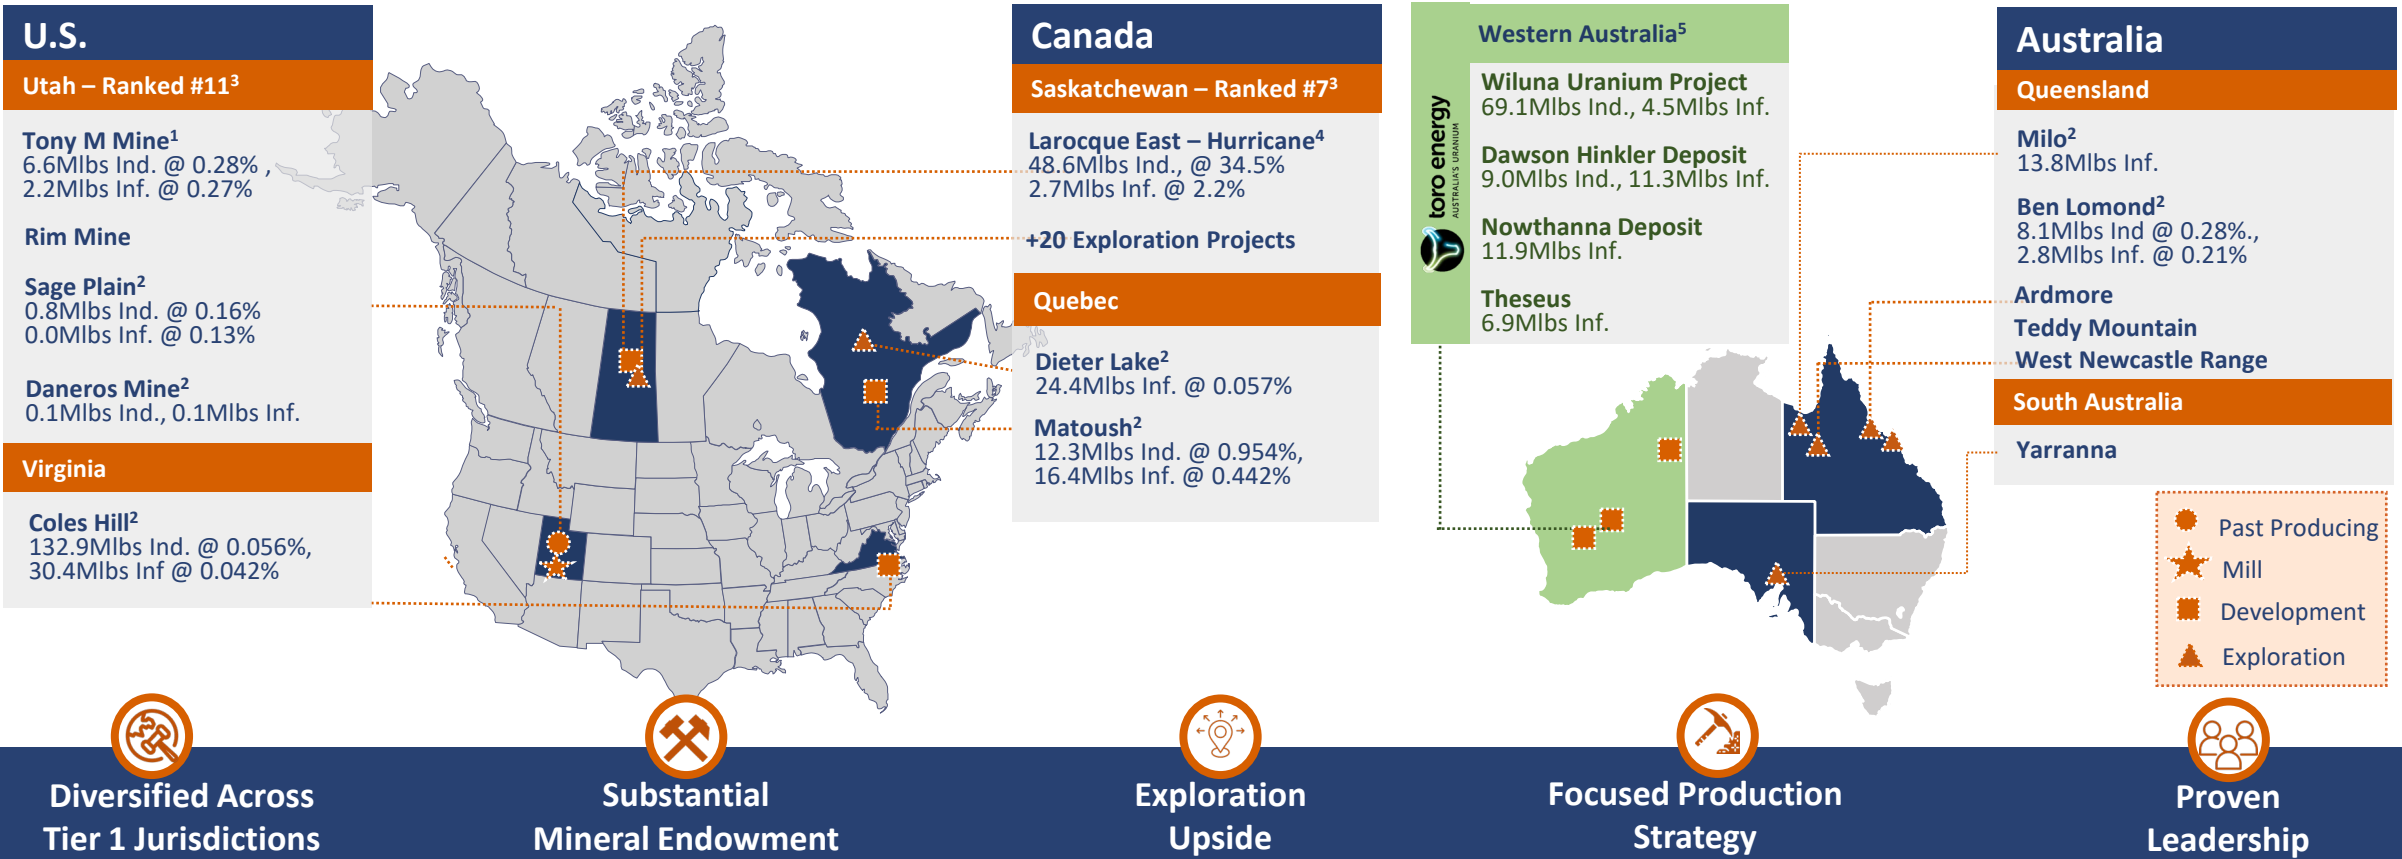 U.S.
Utah – Ranked #11³
Tony M Mine¹
6.6Mlbs Ind. @ 0.28% ,
2.2Mlbs Inf. @ 0.27%
Rim Mine
Sage Plain²
0.8Mlbs Ind. @ 0.16%
0.0Mlbs Inf. @ 0.13%
Daneros Mine²
0.1Mlbs Ind., 0.1Mlbs Inf.
Virginia
Coles Hill²
132.9Mlbs Ind. @ 0.056%,
30.4Mlbs Inf @ 0.042%
Canada
Saskatchewan – Ranked #7³
Larocque East – Hurricane⁴
48.6Mlbs Ind., @ 34.5%
2.7Mlbs Inf. @ 2.2%
+20 Exploration Projects
Quebec
Dieter Lake²
24.4Mlbs Inf. @ 0.057%
Matoush²
12.3Mlbs Ind. @ 0.954%,
16.4Mlbs Inf. @ 0.442%
toro energy
AUSTRALIA'S URANIUM
Western Australia⁵
Wiluna Uranium Project
69.1Mlbs Ind., 4.5Mlbs Inf.
Dawson Hinkler Deposit
9.0Mlbs Ind., 11.3Mlbs Inf.
Nowthanna Deposit
11.9Mlbs Inf.
Theseus
6.9Mlbs Inf.
Australia
Queensland
Milo²
13.8Mlbs Inf.
Ben Lomond²
8.1Mlbs Ind @ 0.28%.,
2.8Mlbs Inf. @ 0.21%
Ardmore
Teddy Mountain
West Newcastle Range
South Australia
Yarranna
Past Producing
Mill
Development
Exploration
Diversified Across
Tier 1 Jurisdictions
Substantial
Mineral Endowment
Exploration
Upside
Focused Production
Strategy
Proven
Leadership